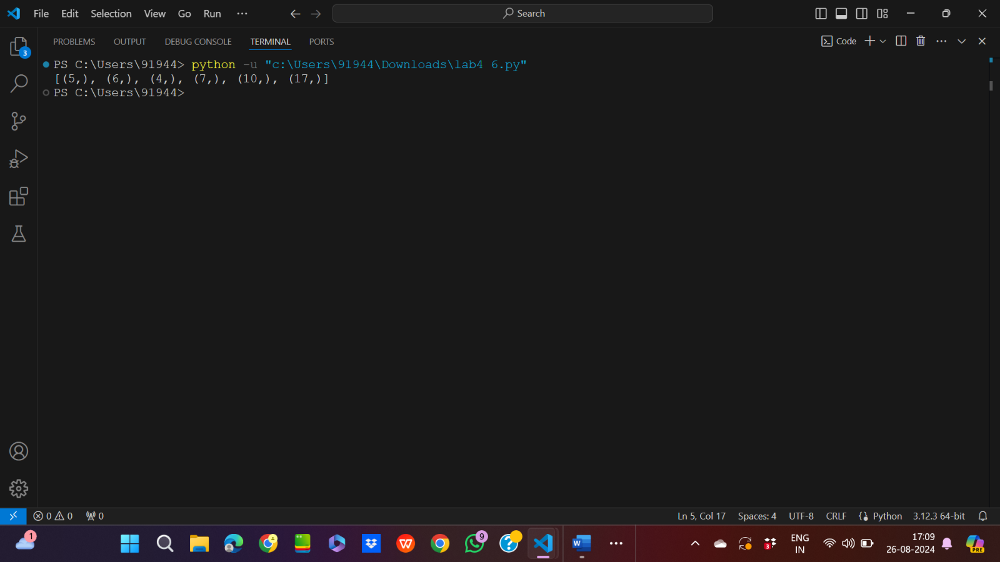 File Edit Selection View Go Run ··· Search
3
PROBLEMS OUTPUT DEBUG CONSOLE TERMINAL PORTS Code
PS C:\Users\91944> python -u "c:\Users\91944\Downloads\lab4 6.py"
[(5,), (6,), (4,), (7,), (10,), (17,)]
PS C:\Users\91944>
0 0 0 Ln 5, Col 17 Spaces: 4 UTF-8 CRLF Python 3.12.3 64-bit
1 9 W W 3 ENG IN 17:09 26-08-2024 PRE